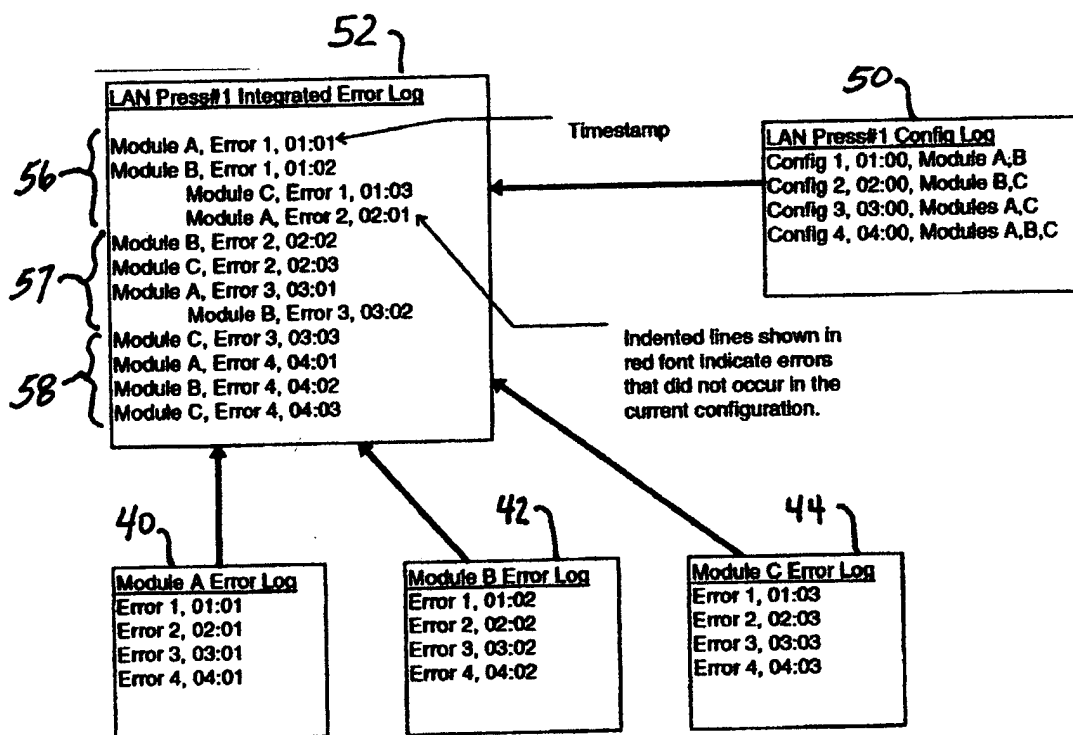 52
LAN Press#1 Integrated Error Log
Module A, Error 1, 01:01
Module B, Error 1, 01:02
Module C, Error 1, 01:03
Module A, Error 2, 02:01
Module B, Error 2, 02:02
Module C, Error 2, 02:03
Module A, Error 3, 03:01
Module B, Error 3, 03:02
Module C, Error 3, 03:03
Module A, Error 4, 04:01
Module B, Error 4, 04:02
Module C, Error 4, 04:03
56
57
58
Timestamp
50
LAN Press#1 Config Log
Config 1, 01:00, Module A,B
Config 2, 02:00, Module B,C
Config 3, 03:00, Modules A,C
Config 4, 04:00, Modules A,B,C
Indented lines shown in
red font indicate errors
that did not occur in the
current configuration.
40
Module A Error Log
Error 1, 01:01
Error 2, 02:01
Error 3, 03:01
Error 4, 04:01
42
Module B Error Log
Error 1, 01:02
Error 2, 02:02
Error 3, 03:02
Error 4, 04:02
44
Module C Error Log
Error 1, 01:03
Error 2, 02:03
Error 3, 03:03
Error 4, 04:03